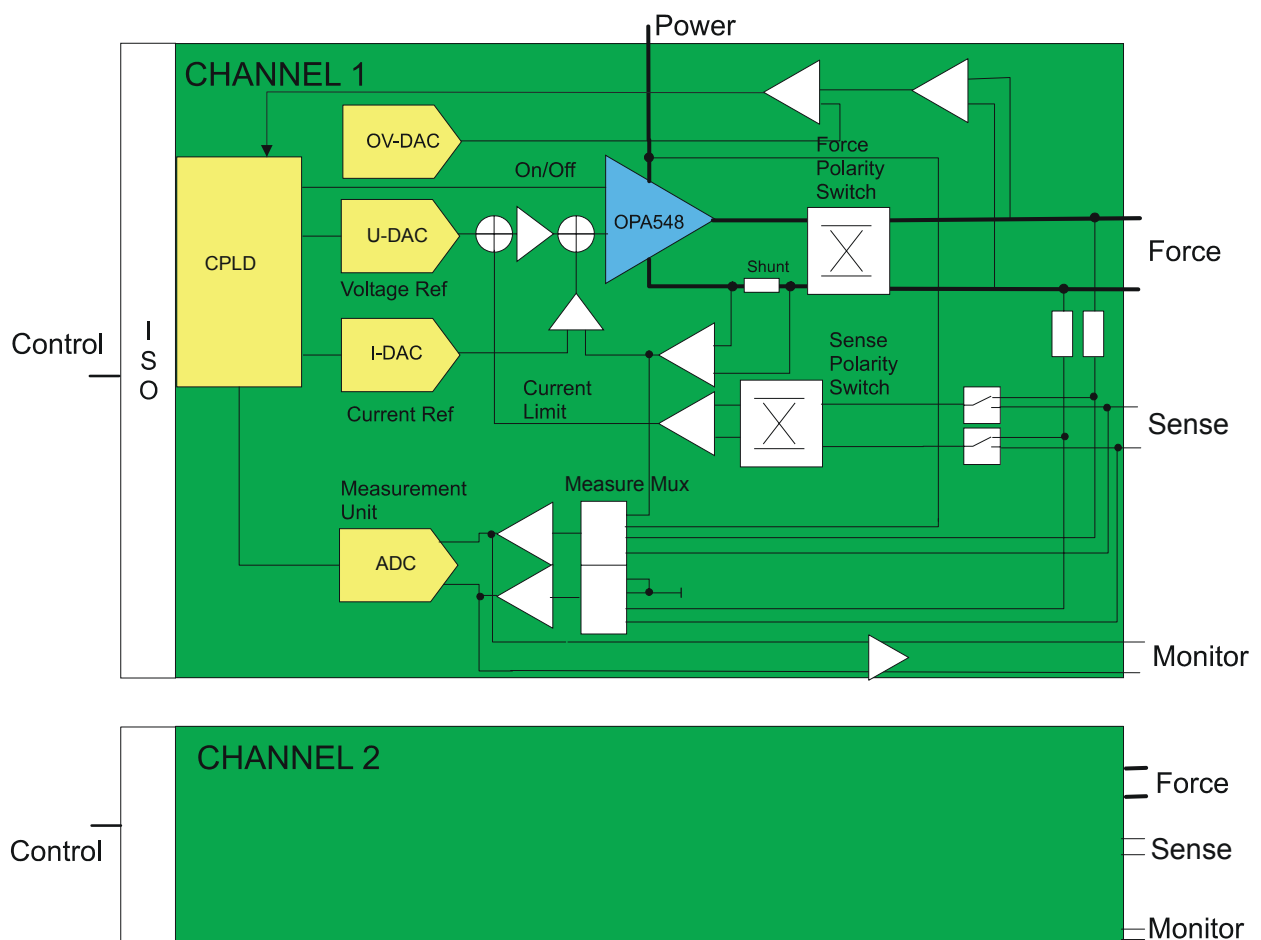 Power
CHANNEL 1
OV-DAC
Force
Polarity
Switch
On/Off
OPA548
U-DAC
CPLD
Voltage Ref
Shunt
Force
I
S
O
Control
I-DAC
Sense
Polarity
Switch
Current
Limit
Current Ref
Sense
Measurement
Unit
Measure Mux
ADC
Monitor
CHANNEL 2
Force
Control
Sense
Monitor